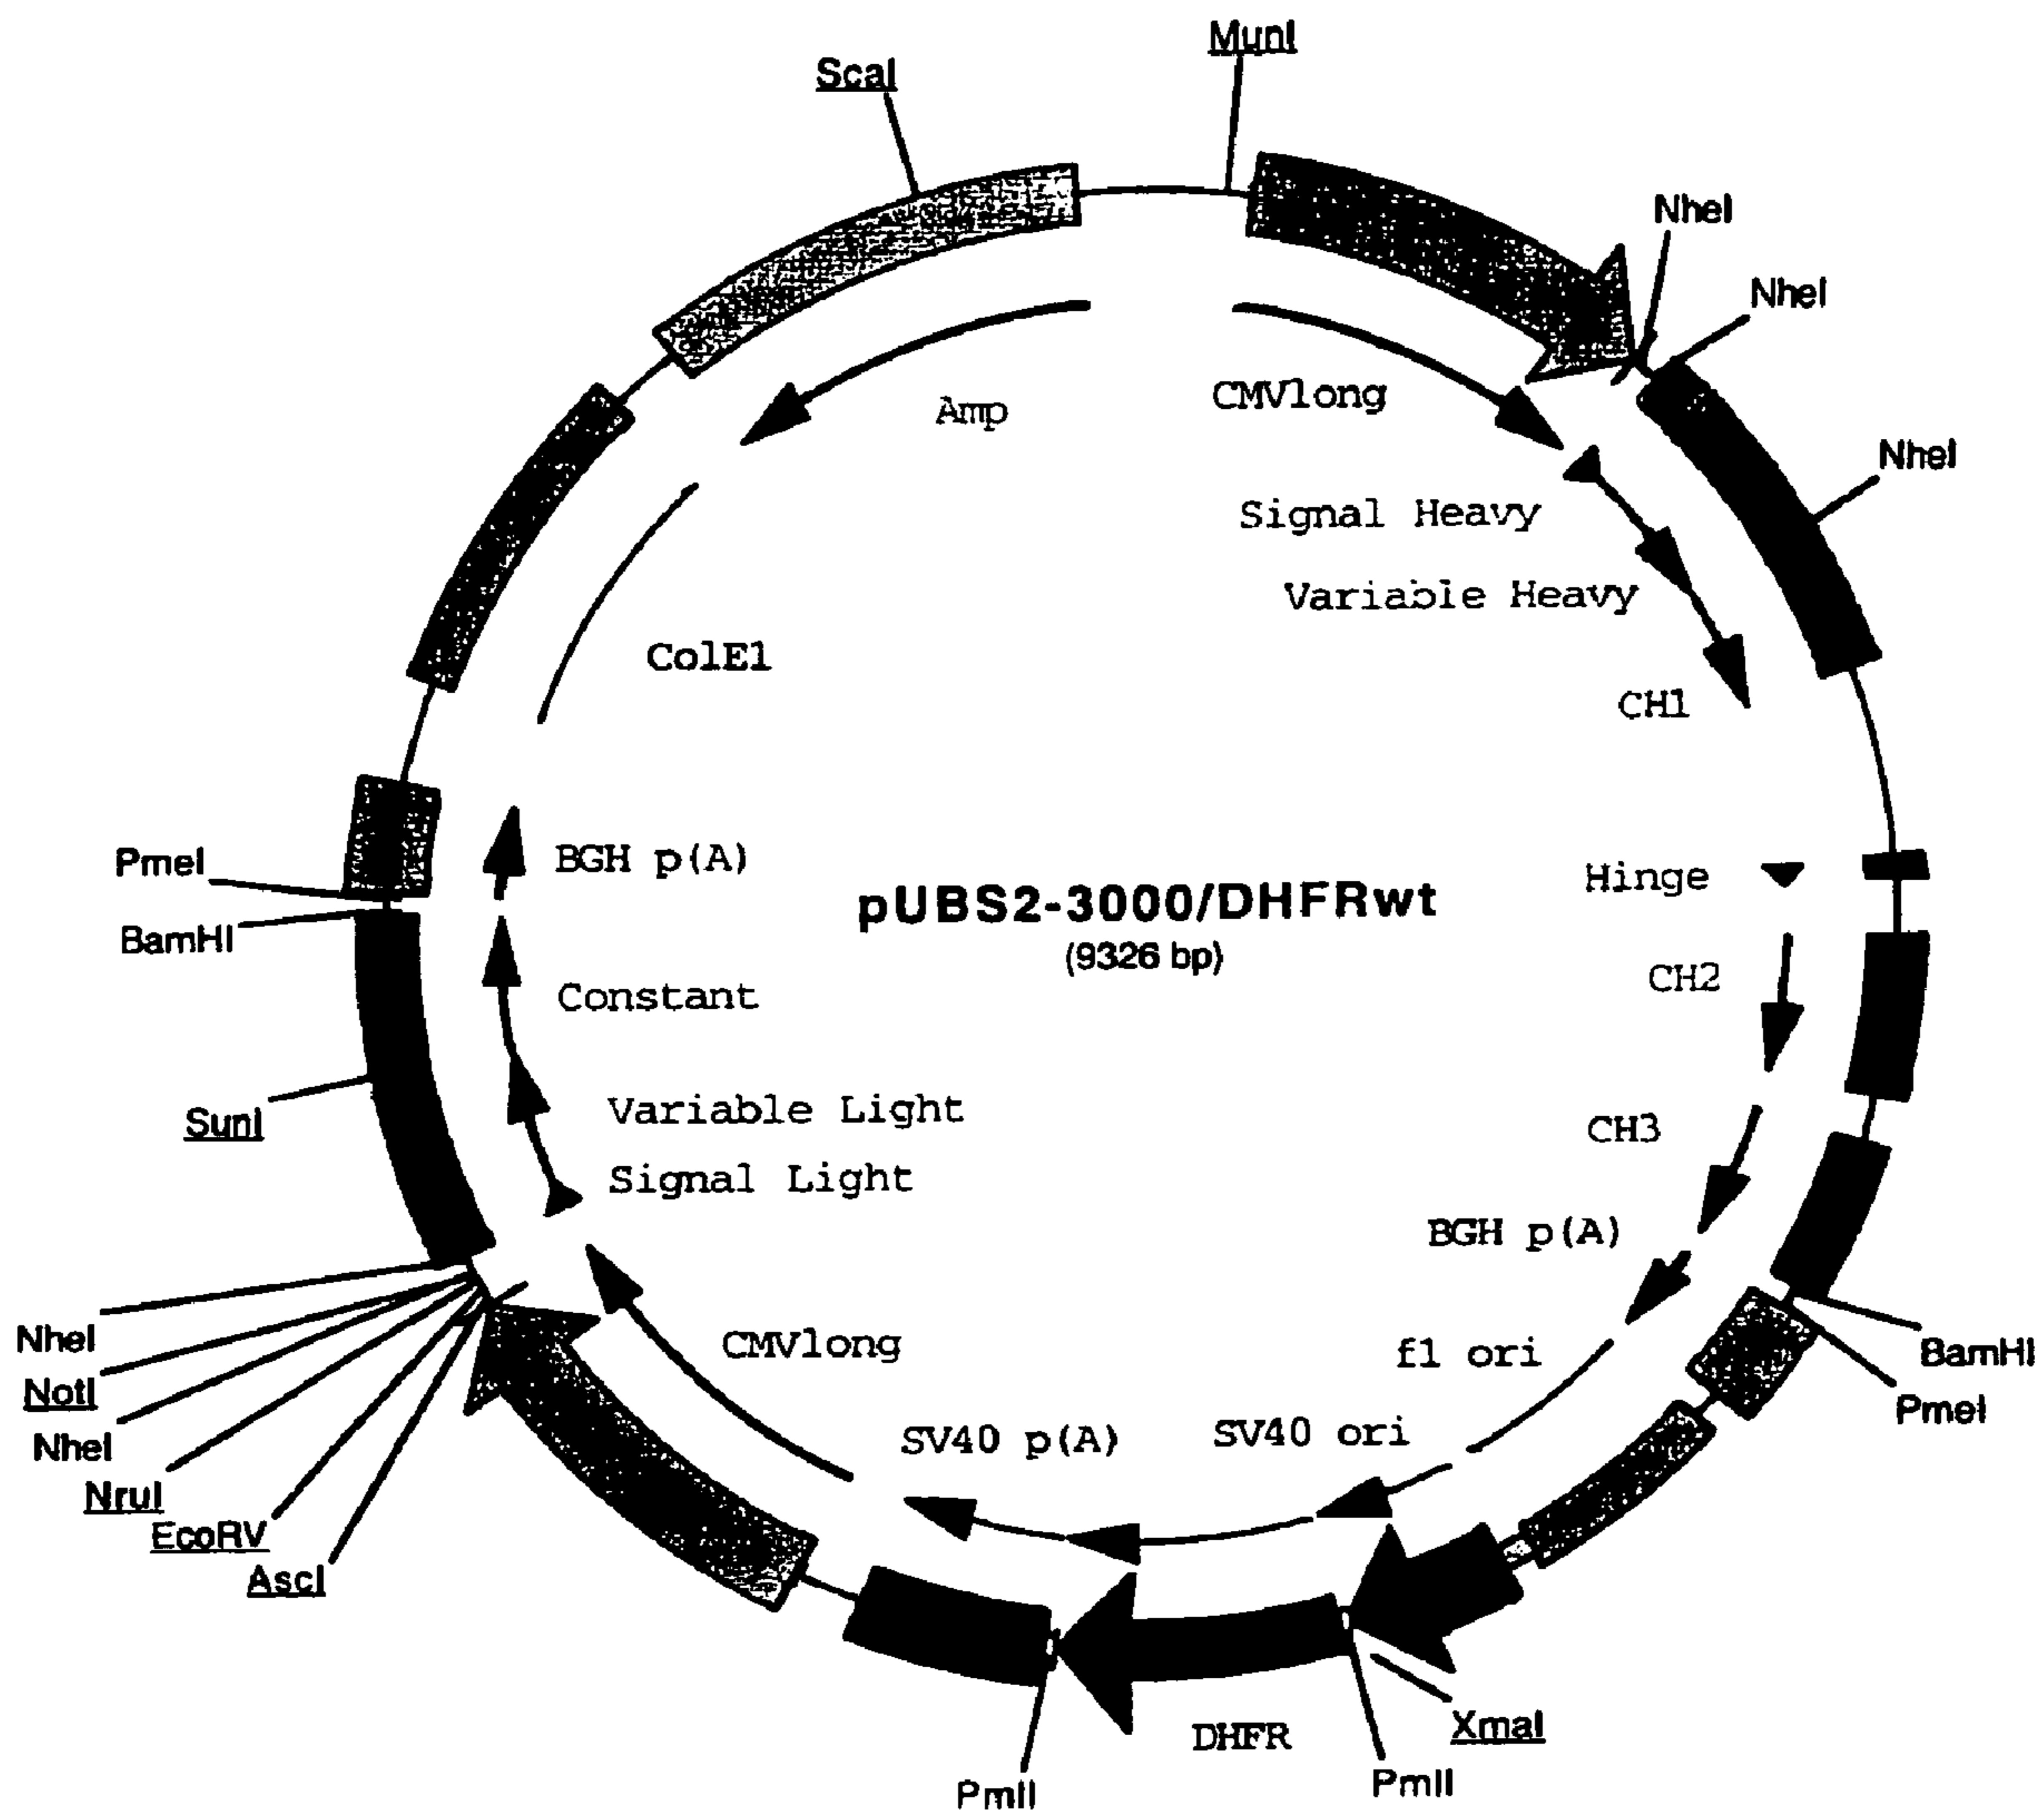 MunI
ScaI
NheI
NheI
Amp
CMVlong
NheI
Signal Heavy
Variable Heavy
ColE1
CH1
PmeI
BGH p(A)
Hinge
pUBS2-3000/DHFRwt
(9326 bp)
BamHI
CH2
Constant
SunI
Variable Light
CH3
Signal Light
BGH p(A)
NheI
CMVlong
f1 ori
BamHI
NotI
PmeI
NheI
SV40 p(A)
SV40 ori
NruI
EcoRV
AscI
DHFR
XmaI
PmlI
PmlI